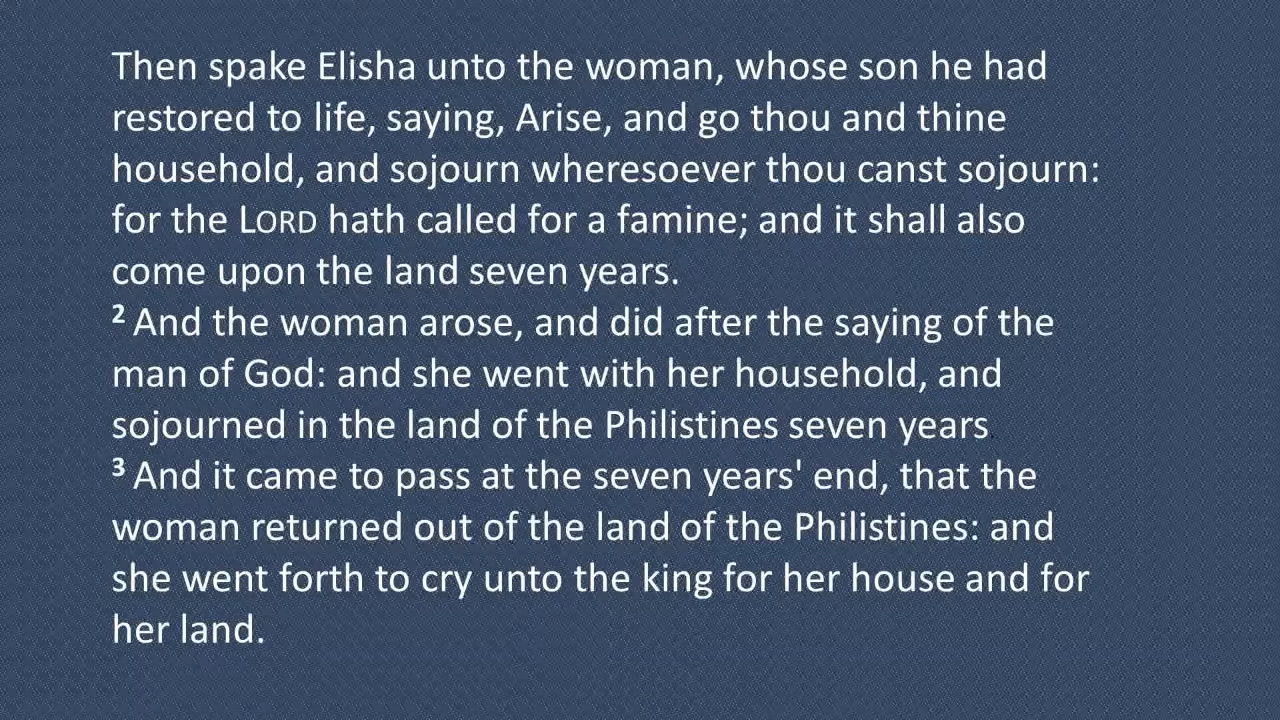 Then spake Elisha unto the woman, whose son he had
restored to life, saying, Arise, and go thou and thine
household, and sojourn wheresoever thou canst sojourn:
for the LORD hath called for a famine; and it shall also
come upon the land seven years.
2 And the woman arose, and did after the saying of the
man of God: and she went with her household, and
sojourned in the land of the Philistines seven years.
3 And it came to pass at the seven years' end, that the
woman returned out of the land of the Philistines: and
she went forth to cry unto the king for her house and for
her land.